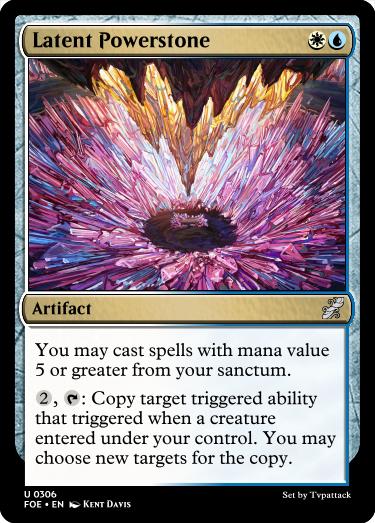 Latent Powerstone
Artifact
You may cast spells with mana value
5 or greater from your sanctum.
2, : Copy target triggered ability
that triggered when a creature
entered under your control. You may
choose new targets for the copy.
U 0306
FOE • EN Kent Davis
Set by Tvpattack